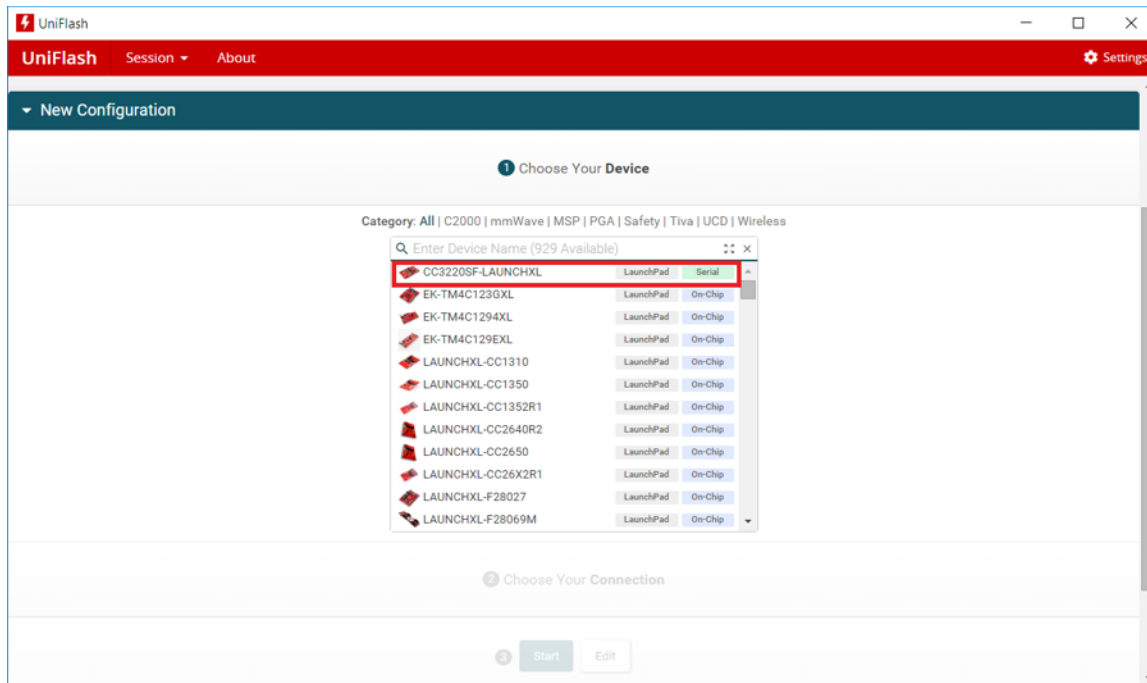 UniFlash
UniFlash Session About Settings
New Configuration
1 Choose Your Device
Category: All | C2000 | mmWave | MSP | PGA | Safety | Tiva | UCD | Wireless
Enter Device Name (929 Available)
CC3220SF-LAUNCHXL LaunchPad Serial
EK-TM4C123GXL LaunchPad On-Chip
EK-TM4C1294XL LaunchPad On-Chip
EK-TM4C129EXL LaunchPad On-Chip
LAUNCHXL-CC1310 LaunchPad On-Chip
LAUNCHXL-CC1350 LaunchPad On-Chip
LAUNCHXL-CC1352R1 LaunchPad On-Chip
LAUNCHXL-CC2640R2 LaunchPad On-Chip
LAUNCHXL-CC2650 LaunchPad On-Chip
LAUNCHXL-CC26X2R1 LaunchPad On-Chip
LAUNCHXL-F28027 LaunchPad On-Chip
LAUNCHXL-F28069M LaunchPad On-Chip
2 Choose Your Connection
3 Start Edit